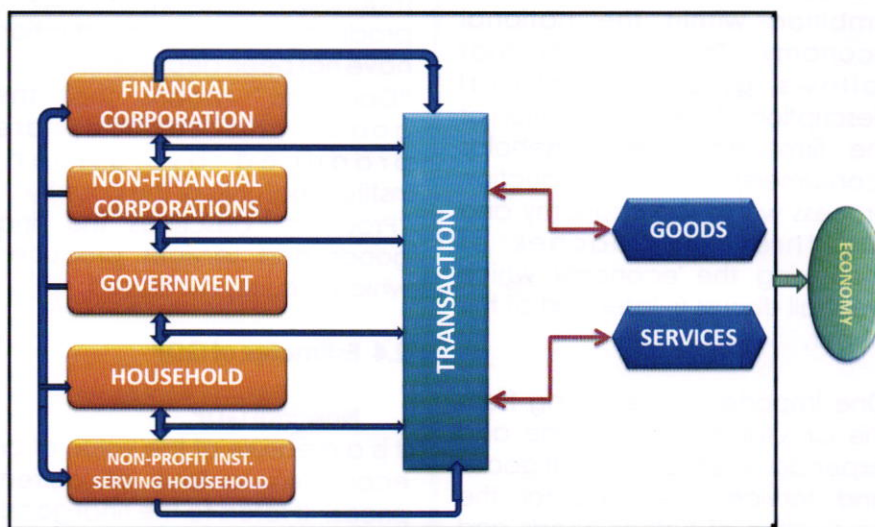 FINANCIAL
CORPORATION
NON-FINANCIAL
CORPORATIONS
GOVERNMENT
HOUSEHOLD
NON-PROFIT INST.
SERVING HOUSEHOLD
TRANSACTION
GOODS
SERVICES
ECONOMY